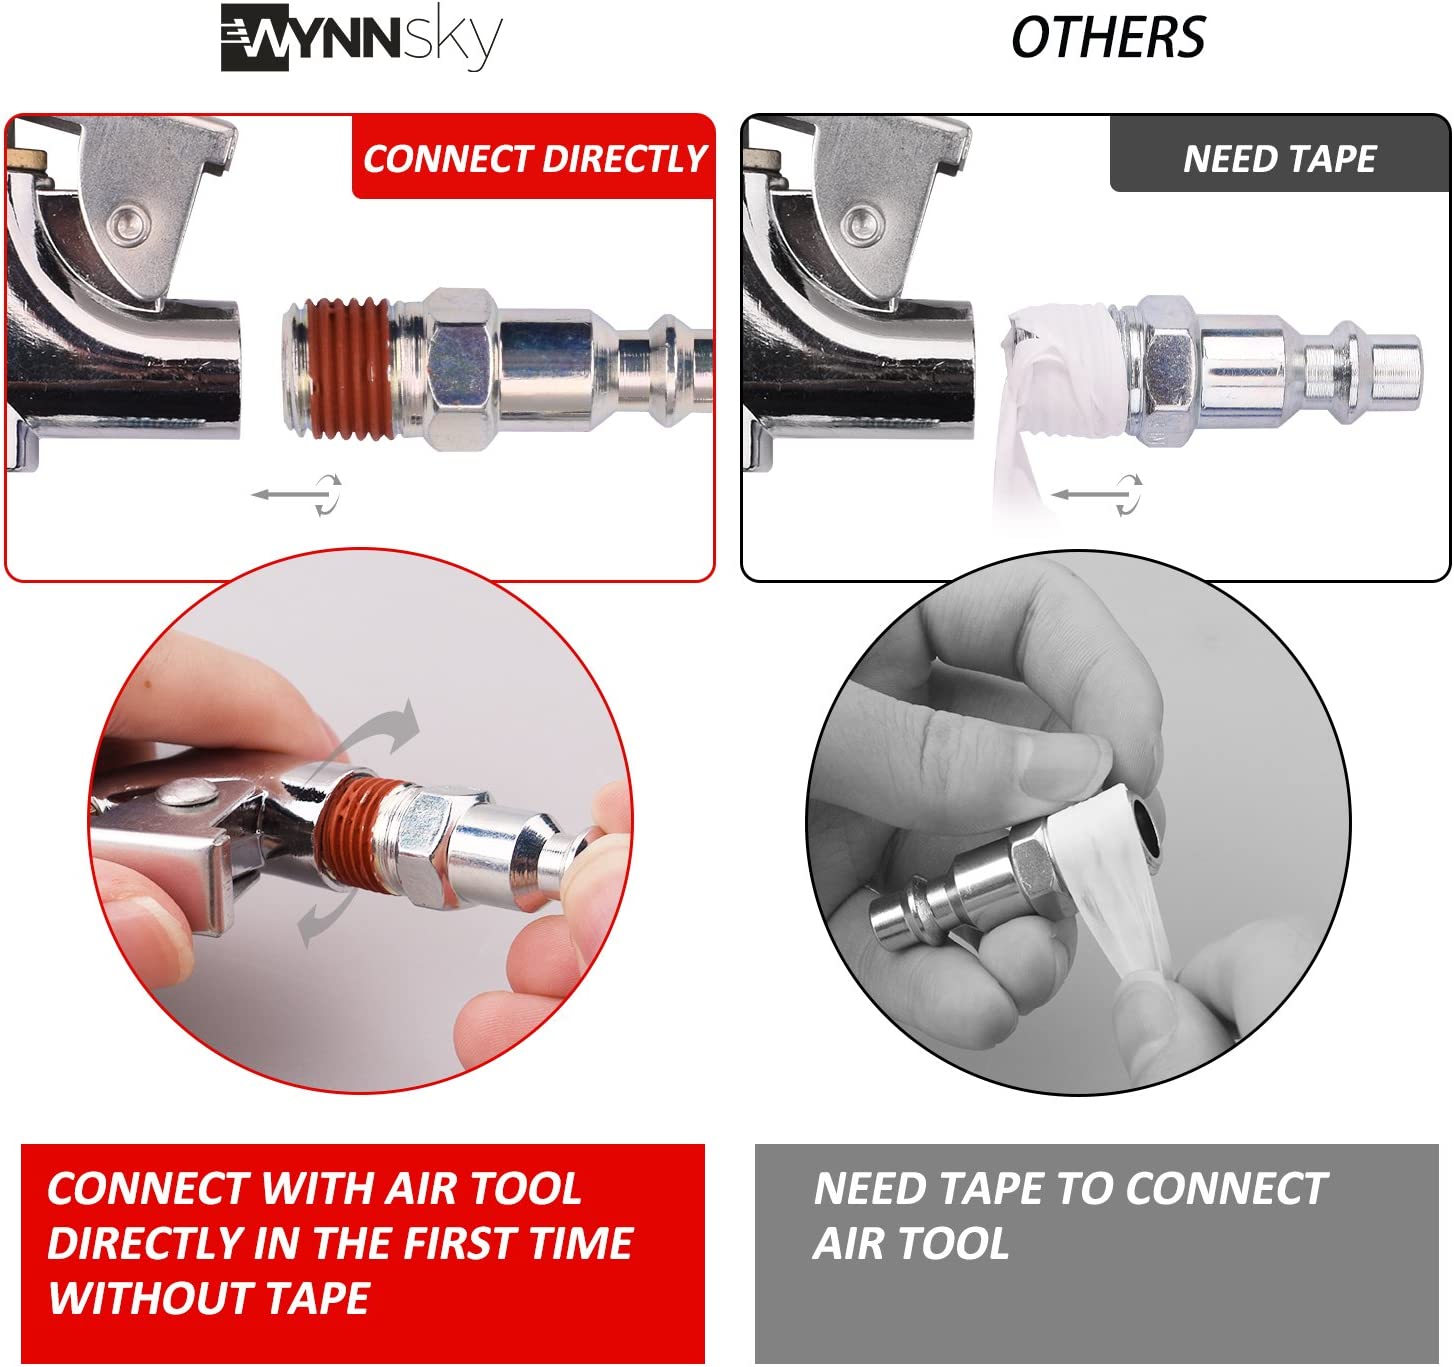 WYNNsky
OTHERS
CONNECT DIRECTLY
NEED TAPE
CONNECT WITH AIR TOOL
DIRECTLY IN THE FIRST TIME
WITHOUT TAPE
NEED TAPE TO CONNECT
AIR TOOL